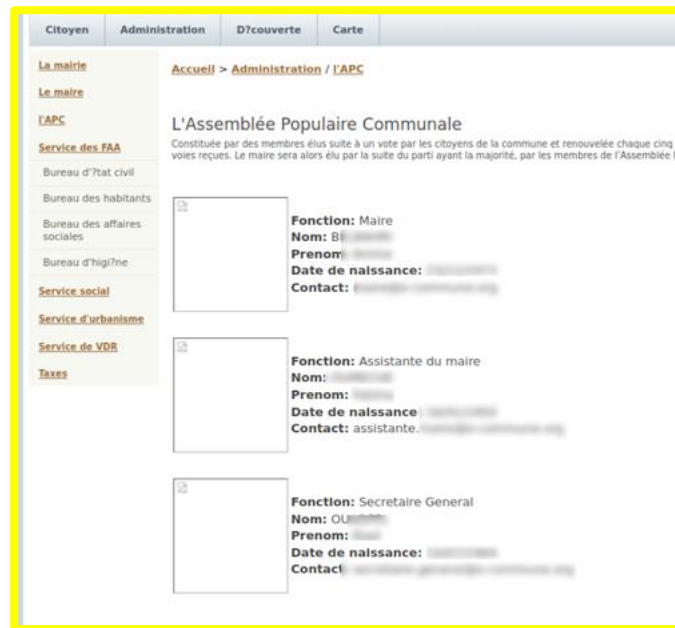 Citoyen Administration D?couverte Carte
La mairie
Le maire
l'APC
Service des FAA
Bureau d'?tat civil
Bureau des habitants
Bureau des affaires
sociales
Bureau d'higi?ne
Service social
Service d'urbanisme
Service de VDR
Taxes
Accueil > Administration / l'APC
L'Assemblée Populaire Communale
Constituée par des membres élus suite à un vote par les citoyens de la commune et renouvelée chaque cinq
voies reçues. Le maire sera alors élu par la suite du parti ayant la majorité, par les membres de l'Assemblée
Fonction: Maire
Nom:
Prenom
Date de naissance:
Contact:
Fonction: Assistante du maire
Nom:
Prenom:
Date de naissance
Contact: assistante.
Fonction: Secretaire General
Nom: OU
Prenom:
Date de naissance:
Contact